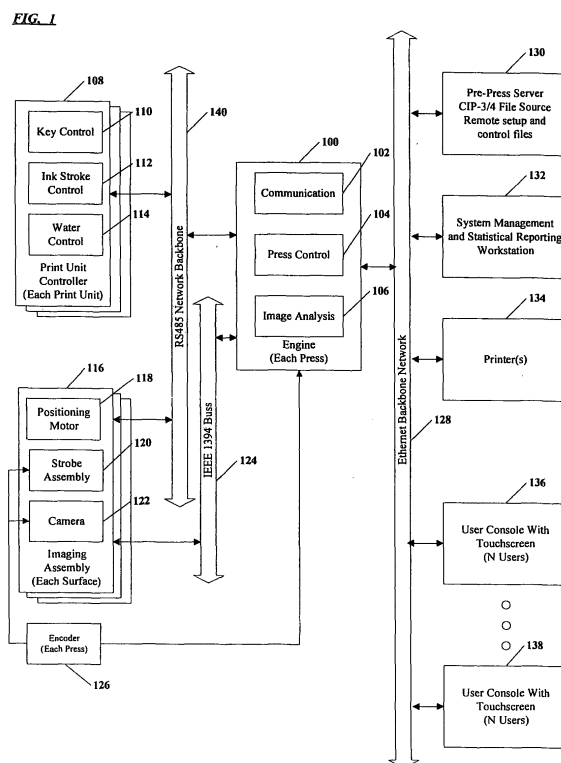 FIG. 1
108
110
Key Control
112
Ink Stroke
Control
114
Water
Control
Print Unit
Controller
(Each Print Unit)
140
RS485 Network Backbone
100
102
Communication
104
Press Control
106
Image Analysis
Engine
(Each Press)
116
118
Positioning
Motor
120
Strobe
Assembly
122
Camera
Imaging
Assembly
(Each Surface)
IEEE 1394 Buss
124
Encoder
(Each Press)
126
Ethernet Backbone Network
128
130
Pre-Press Server
CIP-3/4 File Source
Remote setup and
control files
132
System Management
and Statistical Reporting
Workstation
134
Printer(s)
136
User Console With
Touchscreen
(N Users)
138
User Console With
Touchscreen
(N Users)